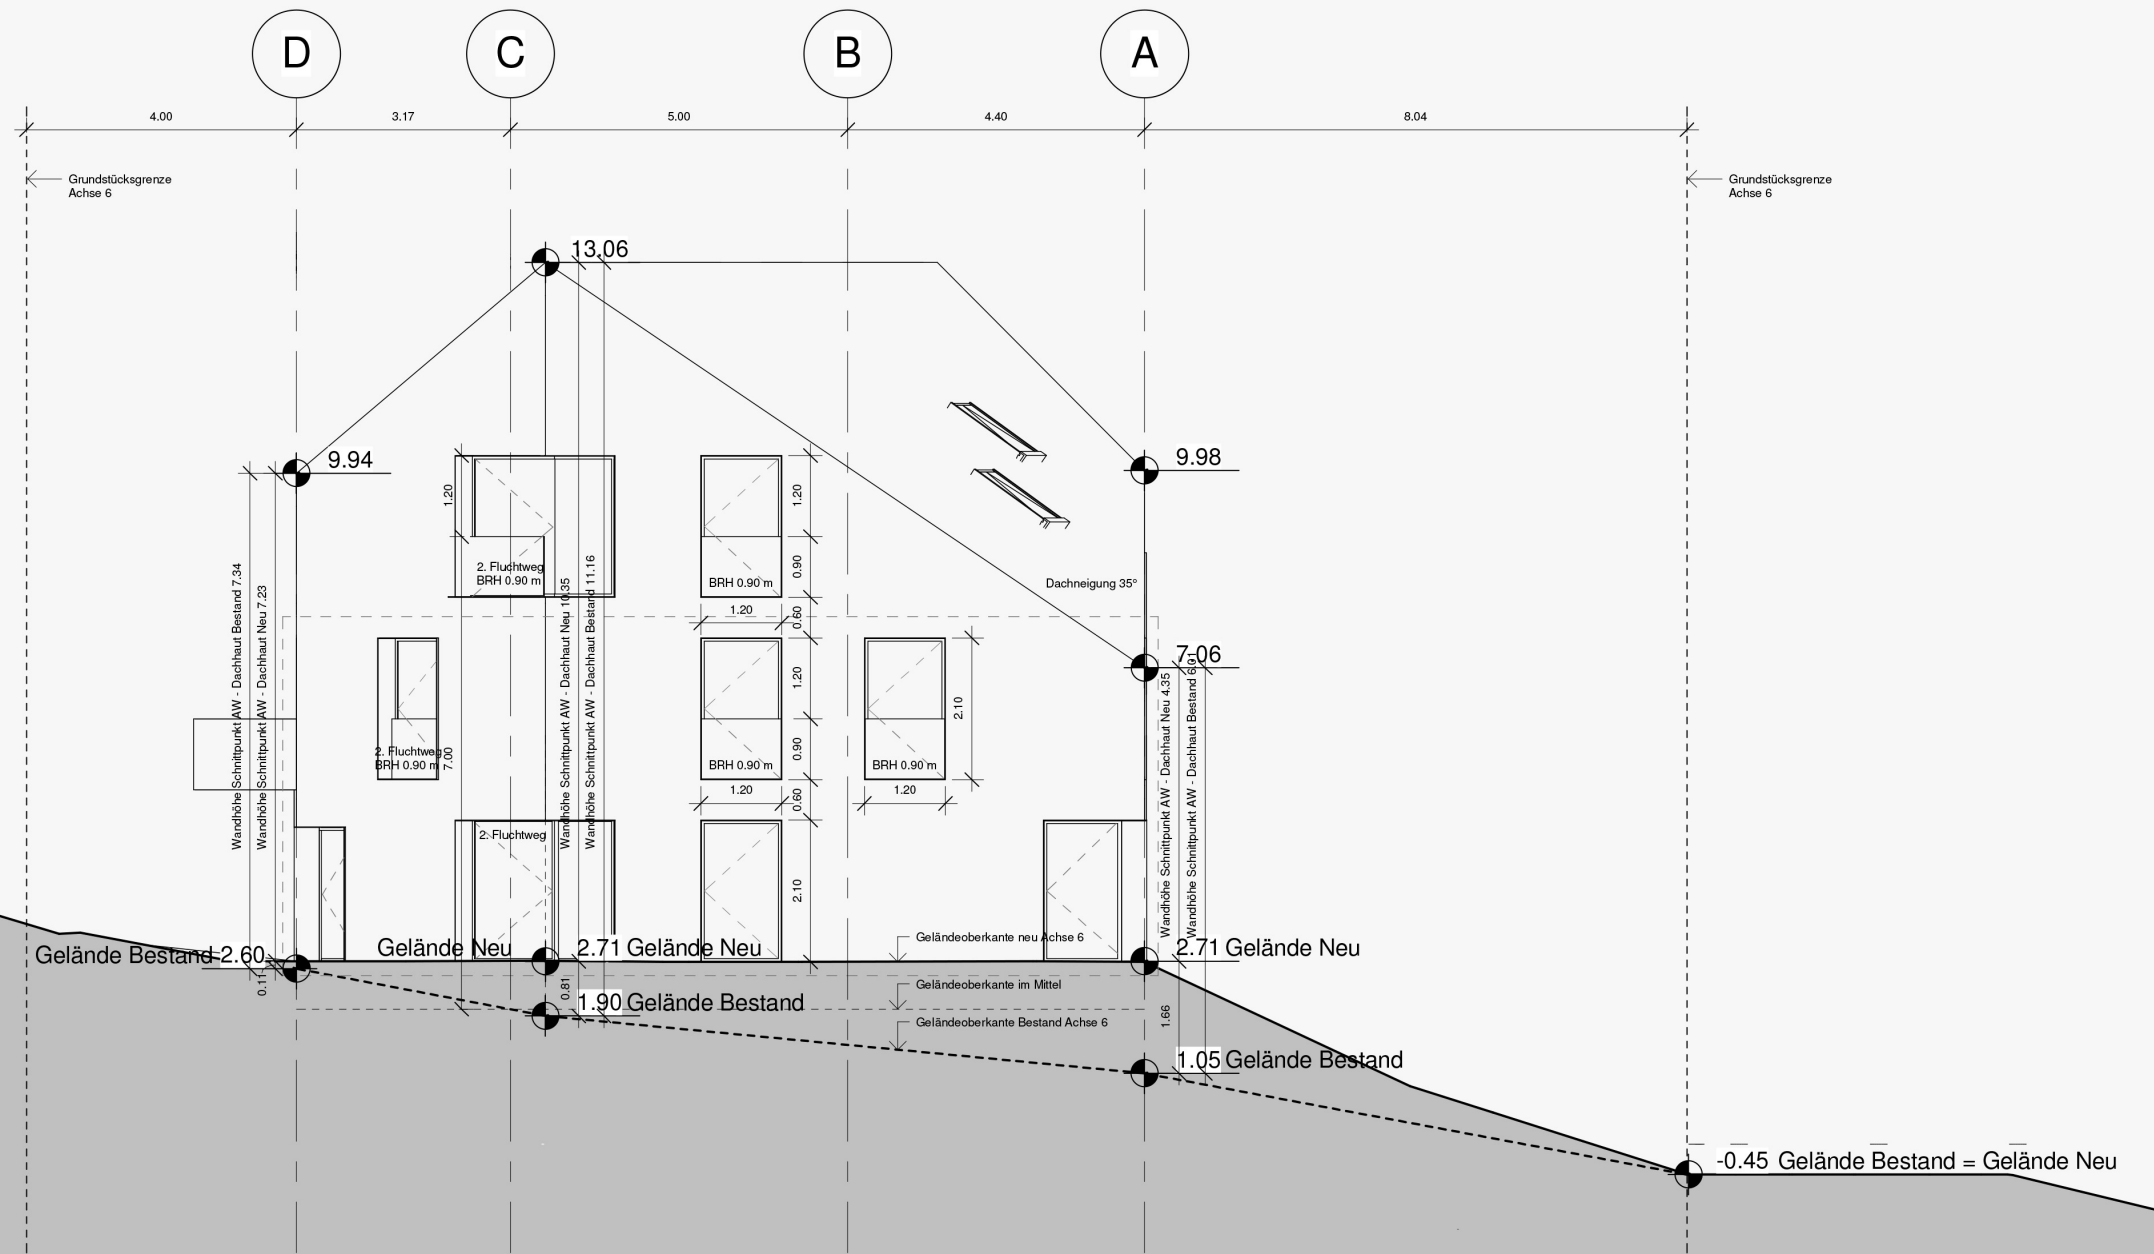 D
C
B
A
4.00
3.17
5.00
4.40
8.04
Grundstücksgrenze
Achse 6
Grundstücksgrenze
Achse 6
13.06
9.94
9.98
1.20
2. Fluchtweg
BRH 0.90 m
1.20
0.90
BRH 0.90 m
Dachneigung 35°
1.20
0.60
7.06
Wandhöhe Schnittpunkt AW - Dachhaut Bestand 7.34
Wandhöhe Schnittpunkt AW - Dachhaut Neu 7.23
Wandhöhe Schnittpunkt AW - Dachhaut Neu 10.35
Wandhöhe Schnittpunkt AW - Dachhaut Bestand 11.16
Wandhöhe Schnittpunkt AW - Dachhaut Neu 4.35
Wandhöhe Schnittpunkt AW - Dachhaut Bestand 6.01
1.20
2.10
2. Fluchtweg
BRH 0.90 m
7.00
0.90
BRH 0.90 m
BRH 0.90 m
1.20
0.60
1.20
2. Fluchtweg
2.10
Gelände Bestand 2.60
Gelände Neu
2.71 Gelände Neu
Geländeoberkante neu Achse 6
2.71 Gelände Neu
0.11
0.81
1.90 Gelände Bestand
Geländeoberkante im Mittel
Geländeoberkante Bestand Achse 6
1.66
1.05 Gelände Bestand
-0.45 Gelände Bestand = Gelände Neu